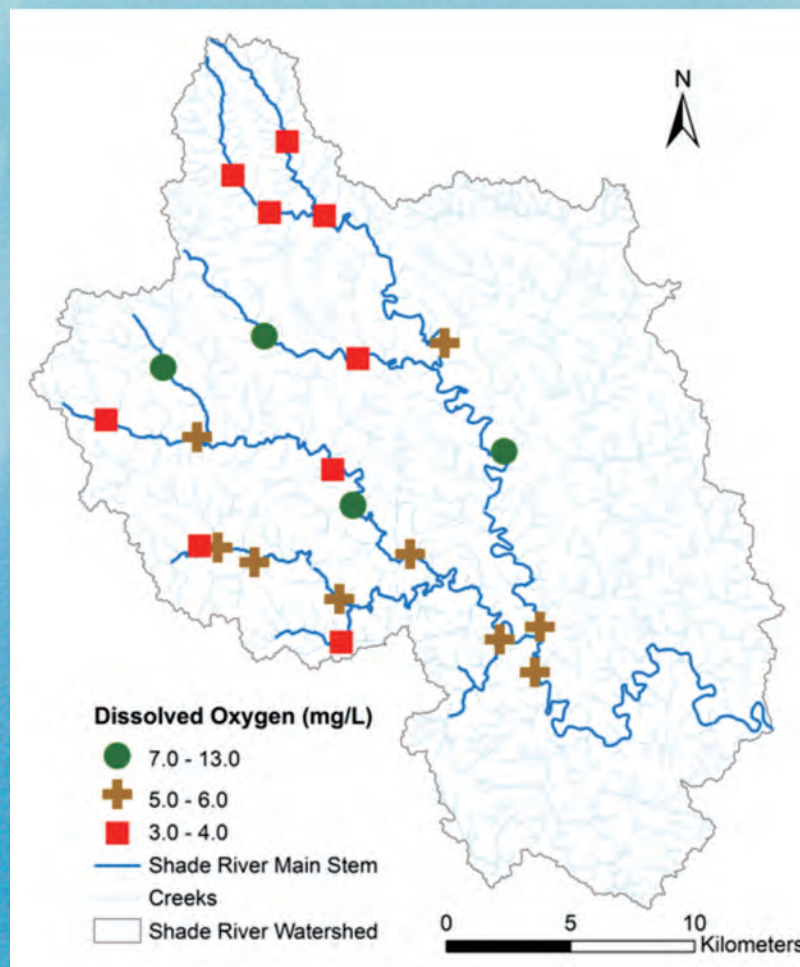 N
Dissolved Oxygen (mg/L)
7.0 - 13.0
5.0 - 6.0
3.0 - 4.0
Shade River Main Stem
Creeks
Shade River Watershed
0 5 10
Kilometers